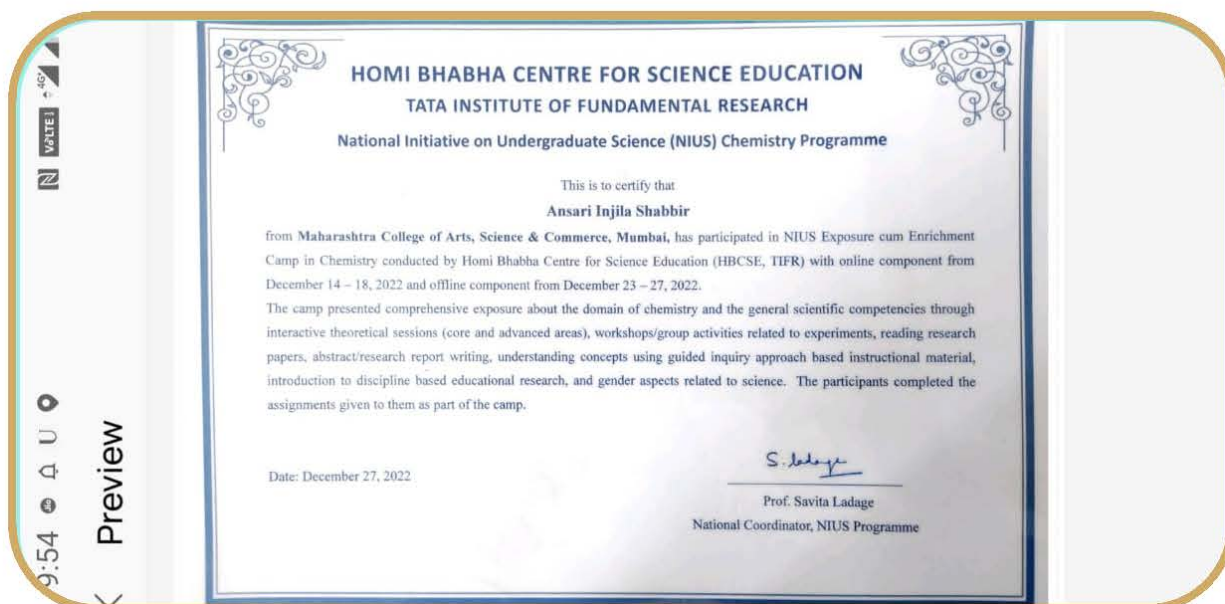 HOMI BHABHA CENTRE FOR SCIENCE EDUCATION
TATA INSTITUTE OF FUNDAMENTAL RESEARCH
National Initiative on Undergraduate Science (NIUS) Chemistry Programme
This is to certify that
Ansari Injila Shabbir
from Maharashtra College of Arts, Science & Commerce, Mumbai, has participated in NIUS Exposure cum Enrichment
Camp in Chemistry conducted by Homi Bhabha Centre for Science Education (HBCSE, TIFR) with online component from
December 14 – 18, 2022 and offline component from December 23 – 27, 2022.
The camp presented comprehensive exposure about the domain of chemistry and the general scientific competencies through
interactive theoretical sessions (core and advanced areas), workshops/group activities related to experiments, reading research
papers, abstract/research report writing, understanding concepts using guided inquiry approach based instructional material,
introduction to discipline based educational research, and gender aspects related to science. The participants completed the
assignments given to them as part of the camp.
Date: December 27, 2022
S. Ladage
Prof. Savita Ladage
National Coordinator, NIUS Programme
9:54
VoLTE1 4G+
Preview